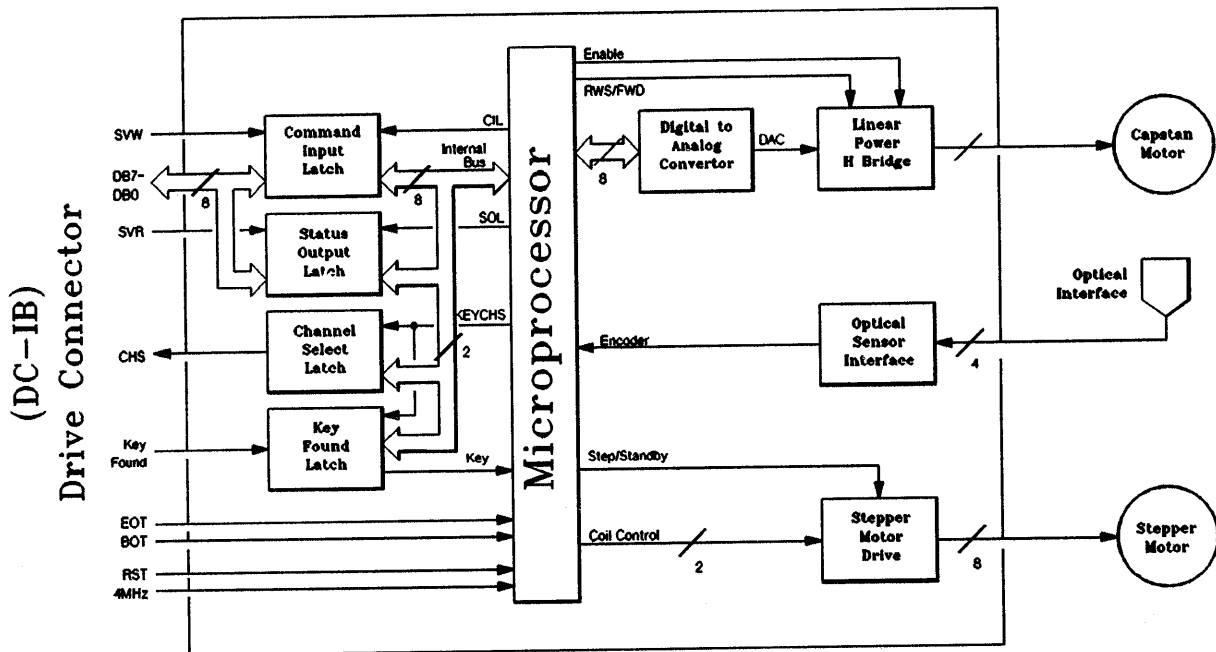 (DC-IB)
Drive Connector
SVW
DB7-
DB0
8
SVR
CHS
Key
Found
EOT
BOT
RST
4MHz
Command
Input
Latch
Status
Output
Latch
Channel
Select
Latch
Key
Found
Latch
CIL
Internal
Bus
8
SOL
KEYCHS
2
Key
Microprocessor
Enable
RWS/FWD
8
Digital to
Analog
Convertor
DAC
Linear
Power
H Bridge
Capstan
Motor
Optical
Interface
Encoder
Optical
Sensor
Interface
4
Step/Standby
Coil Control
2
Stepper
Motor
Drive
8
Stepper
Motor